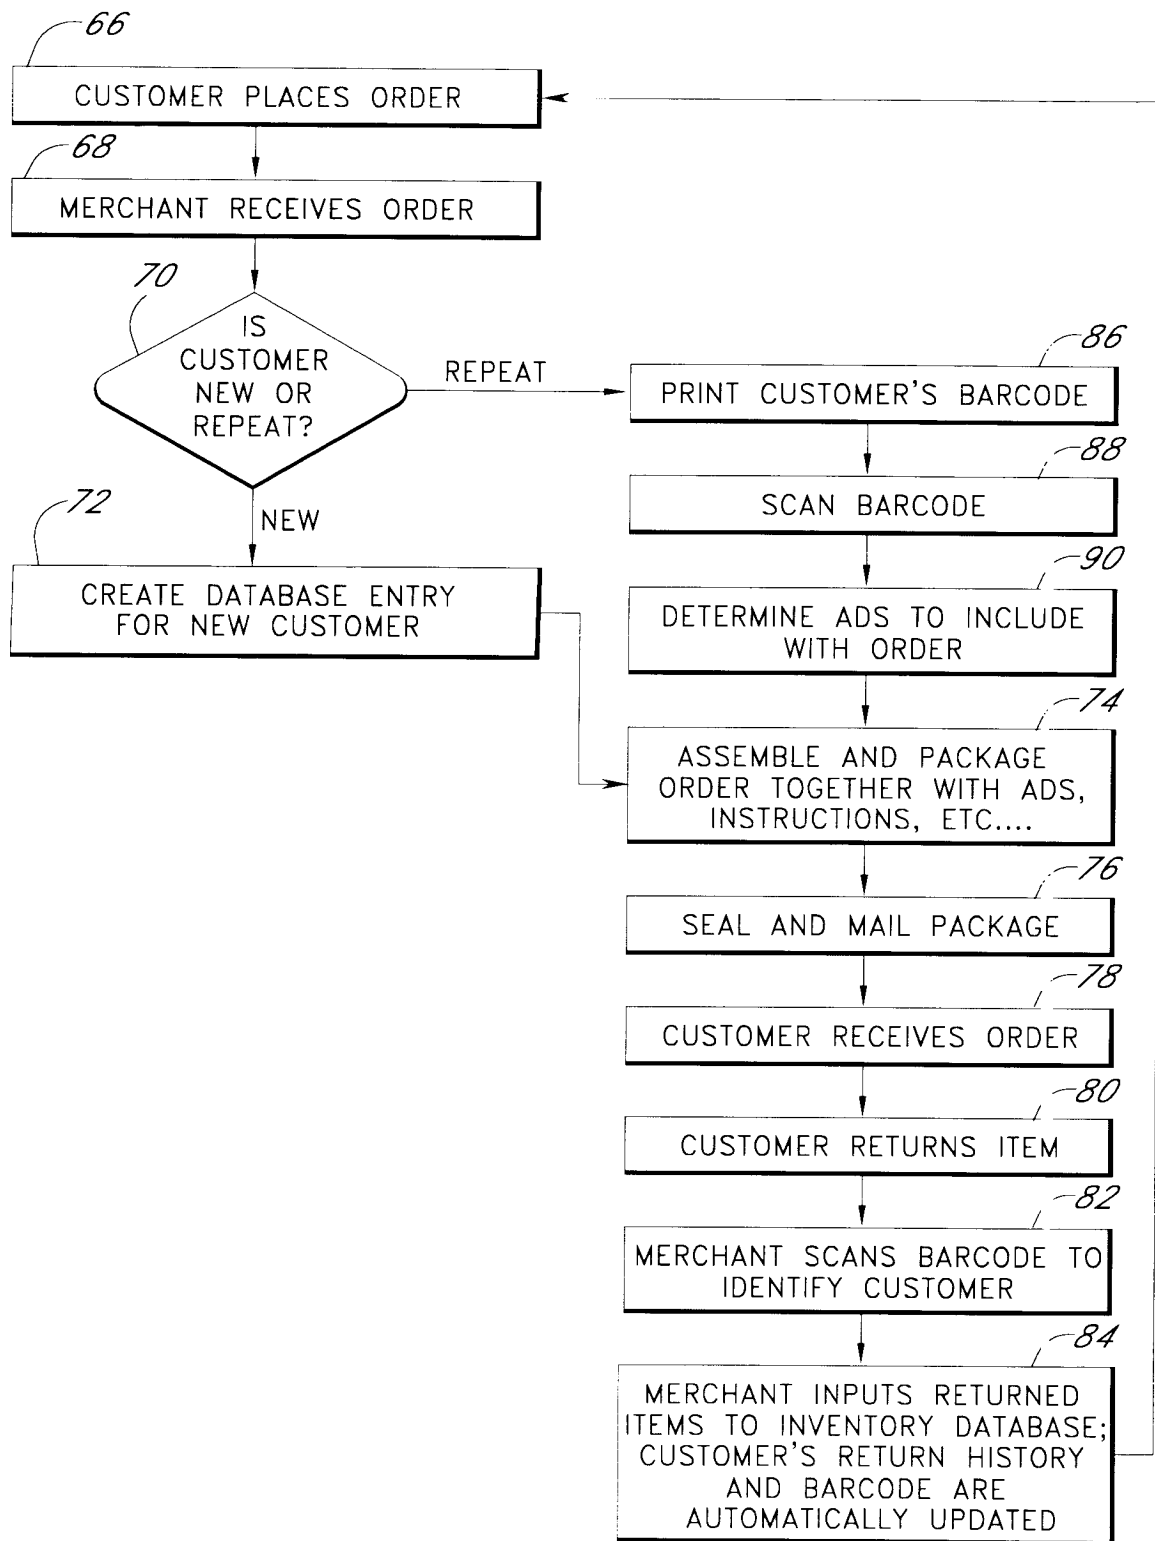 66
CUSTOMER PLACES ORDER
68
MERCHANT RECEIVES ORDER
70
IS
CUSTOMER
NEW OR
REPEAT?
REPEAT
NEW
72
CREATE DATABASE ENTRY
FOR NEW CUSTOMER
86
PRINT CUSTOMER'S BARCODE
88
SCAN BARCODE
90
DETERMINE ADS TO INCLUDE
WITH ORDER
74
ASSEMBLE AND PACKAGE
ORDER TOGETHER WITH ADS,
INSTRUCTIONS, ETC....
76
SEAL AND MAIL PACKAGE
78
CUSTOMER RECEIVES ORDER
80
CUSTOMER RETURNS ITEM
82
MERCHANT SCANS BARCODE TO
IDENTIFY CUSTOMER
84
MERCHANT INPUTS RETURNED
ITEMS TO INVENTORY DATABASE;
CUSTOMER'S RETURN HISTORY
AND BARCODE ARE
AUTOMATICALLY UPDATED